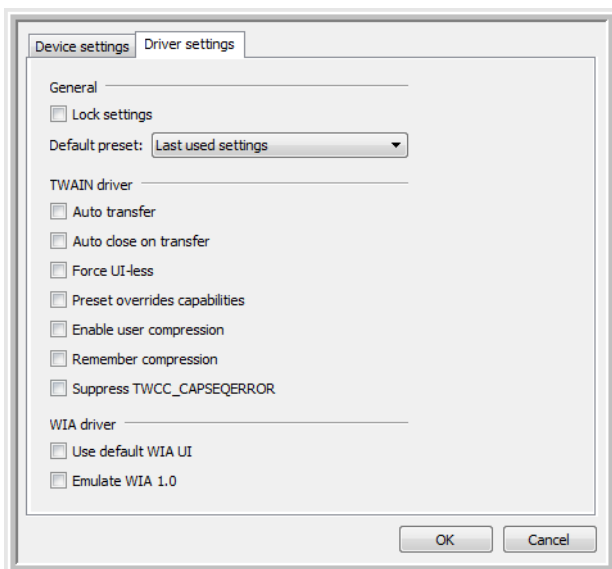 Device settings Driver settings
General
Lock settings
Default preset: Last used settings
TWAIN driver
Auto transfer
Auto close on transfer
Force UI-less
Preset overrides capabilities
Enable user compression
Remember compression
Suppress TWCC_CAPSEQERROR
WIA driver
Use default WIA UI
Emulate WIA 1.0
OK Cancel